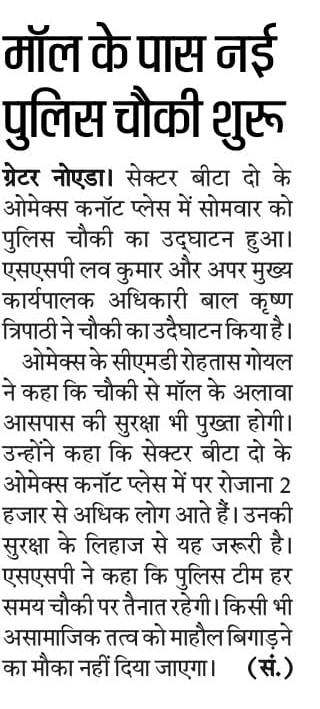 मॉल के पास नई
पुलिस चौकी शुरू
ग्रेटर नोएडा। सेक्टर बीटा दो के
ओमेक्स कनॉट प्लेस में सोमवार को
पुलिस चौकी का उद्घाटन हुआ।
एसएसपी लव कुमार और अपर मुख्य
कार्यपालक अधिकारी बाल कृष्ण
त्रिपाठी ने चौकी का उदैघाटन किया है।
ओमेक्स के सीएमडी रोहतास गोयल
ने कहा कि चौकी से मॉल के अलावा
आसपास की सुरक्षा भी पुख्ता होगी।
उन्होंने कहा कि सेक्टर बीटा दो के
ओमेक्स कनॉट प्लेस में पर रोजाना 2
हजार से अधिक लोग आते हैं। उनकी
सुरक्षा के लिहाज से यह जरूरी है।
एसएसपी ने कहा कि पुलिस टीम हर
समय चौकी पर तैनात रहेगी। किसी भी
असामाजिक तत्व को माहौल बिगाड़ने
का मौका नहीं दिया जाएगा। (सं.)